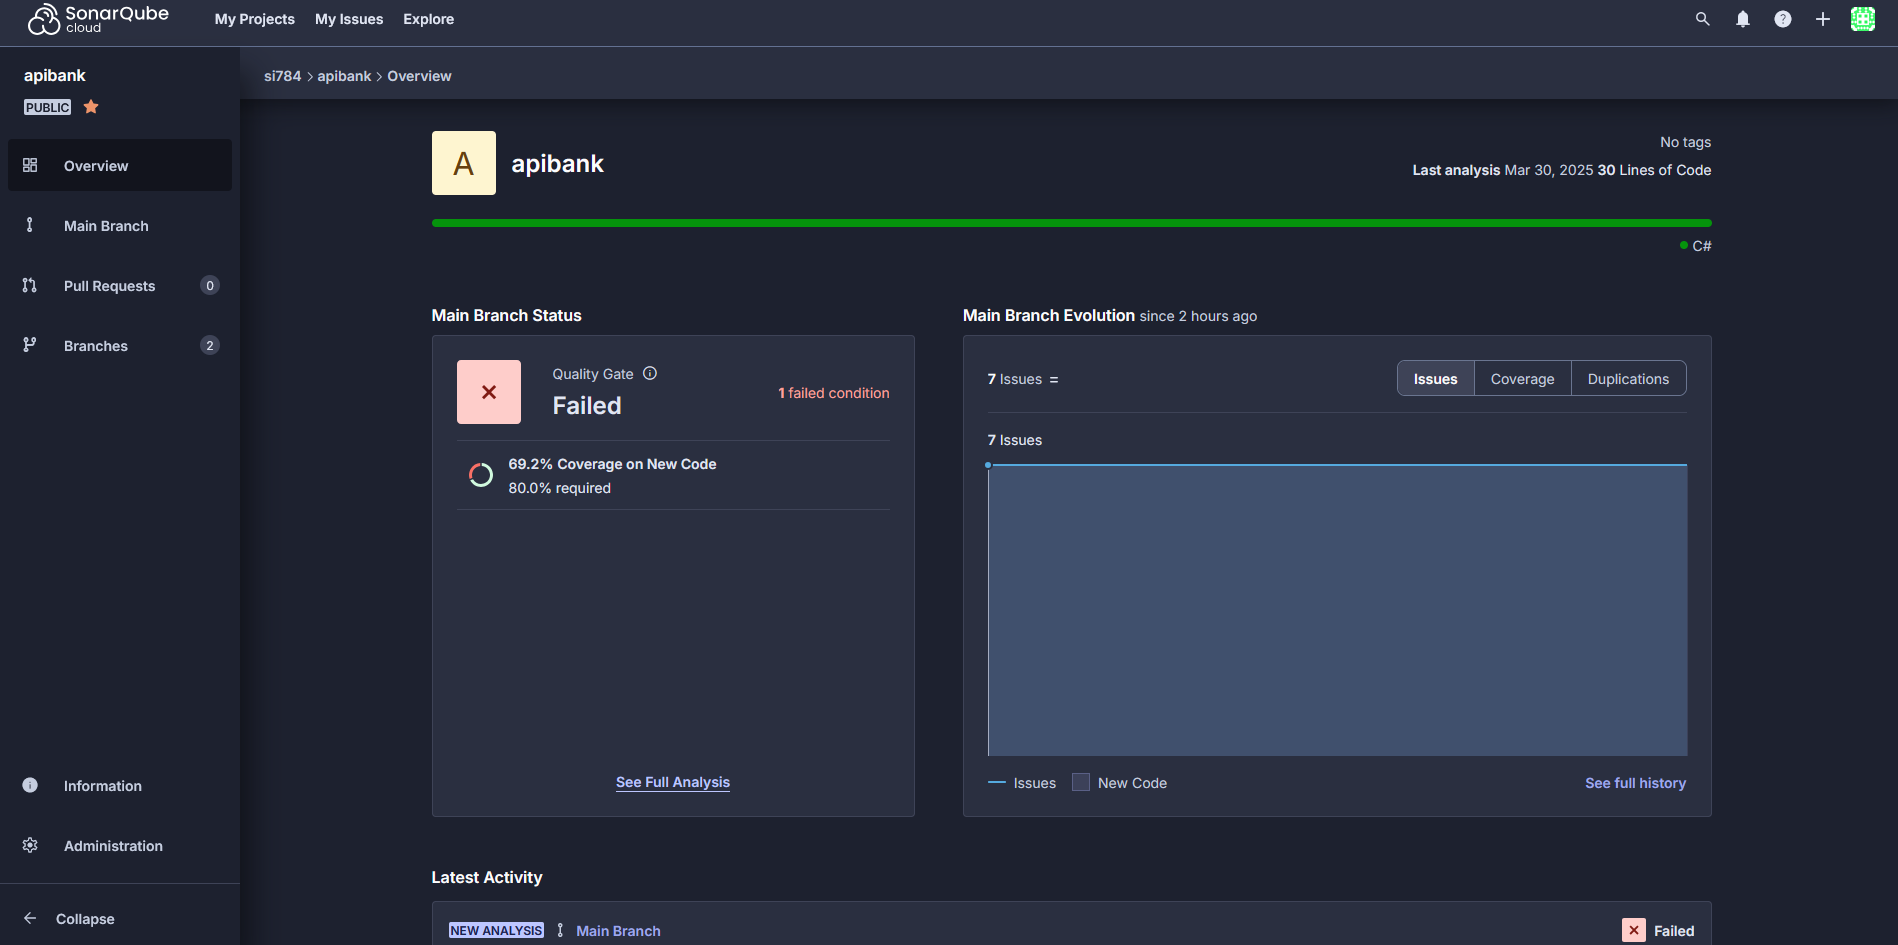 SonarQube cloud
My Projects My Issues Explore
?
apibank
PUBLIC
Overview
Main Branch
Pull Requests 0
Branches 2
Information
Administration
Collapse
si784 > apibank > Overview
A apibank
No tags
Last analysis Mar 30, 2025 30 Lines of Code
C#
Main Branch Status
Quality Gate
Failed
1 failed condition
69.2% Coverage on New Code
80.0% required
See Full Analysis
Main Branch Evolution since 2 hours ago
7 Issues =
Issues Coverage Duplications
7 Issues
Issues New Code
See full history
Latest Activity
NEW ANALYSIS Main Branch Failed